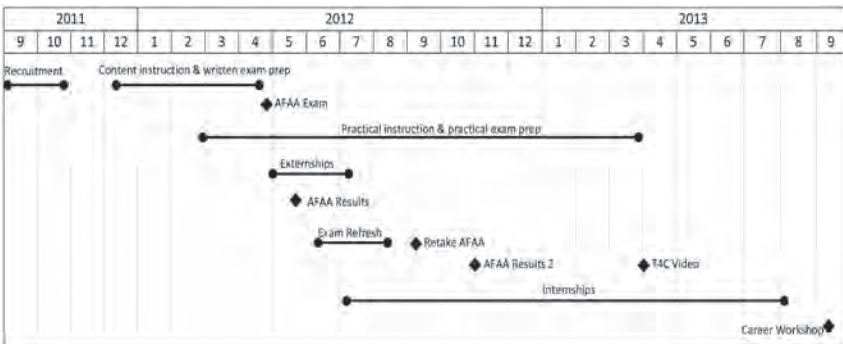 2011 2012 2013
9 10 11 12 1 2 3 4 5 6 7 8 9 10 11 12 1 2 3 4 5 6 7 8 9
Recruitment Content instruction & written exam prep
AFAA Exam
Practical instruction & practical exam prep
Externships
AFAA Results
Exam Refresh Retake AFAA
AFAA Results 2 T4C Video
Internships
Career Workshop